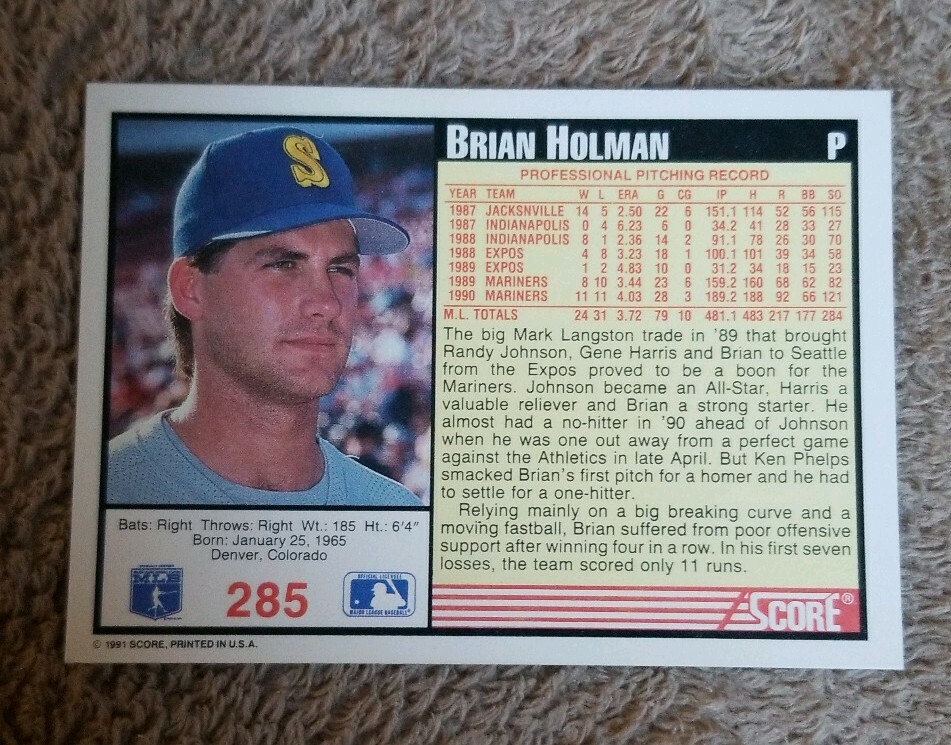 S
BRIAN HOLMAN P
PROFESSIONAL PITCHING RECORD
YEAR TEAM W L ERA G CG IP H R BB SO
1987 JACKSNVILLE 14 5 2.50 22 6 151.1 114 52 56 115
1987 INDIANAPOLIS 0 4 6.23 6 0 34.2 41 28 33 27
1988 INDIANAPOLIS 8 1 2.36 14 2 91.1 78 26 30 70
1988 EXPOS 4 8 3.23 18 1 100.1 101 39 34 58
1989 EXPOS 1 2 4.83 10 0 31.2 34 18 15 23
1989 MARINERS 8 10 3.44 23 6 159.2 160 68 62 82
1990 MARINERS 11 11 4.03 28 3 189.2 188 92 66 121
M.L. TOTALS 24 31 3.72 79 10 481.1 483 217 177 284
The big Mark Langston trade in '89 that brought
Randy Johnson, Gene Harris and Brian to Seattle
from the Expos proved to be a boon for the
Mariners. Johnson became an All-Star, Harris a
valuable reliever and Brian a strong starter. He
almost had a no-hitter in '90 ahead of Johnson
when he was one out away from a perfect game
against the Athletics in late April. But Ken Phelps
smacked Brian's first pitch for a homer and he had
to settle for a one-hitter.
Relying mainly on a big breaking curve and a
moving fastball, Brian suffered from poor offensive
support after winning four in a row. In his first seven
losses, the team scored only 11 runs.
Bats: Right Throws: Right Wt.: 185 Ht.: 6'4"
Born: January 25, 1965
Denver, Colorado
285
OFFICIAL LICENSEE
MAJOR LEAGUE BASEBALL®
SCORE®
© 1991 SCORE, PRINTED IN U.S.A.